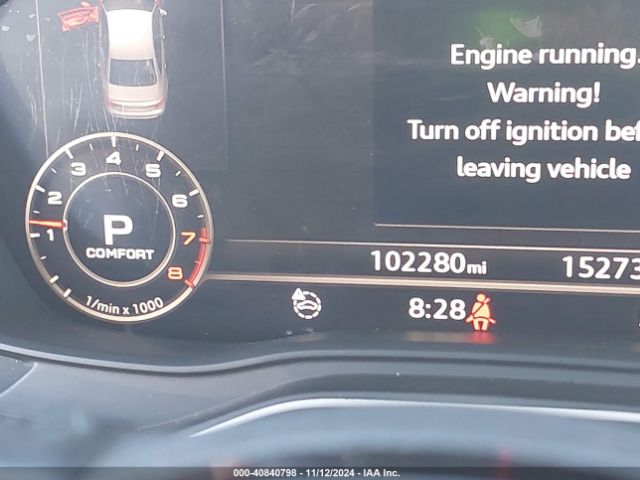 Engine running.
Warning!
Turn off ignition bef
leaving vehicle
1 2 3 4 5 6 7 8
P
COMFORT
1/min x 1000
102280mi 15273
8:28
000-40840798 - 11/12/2024 - IAA Inc.